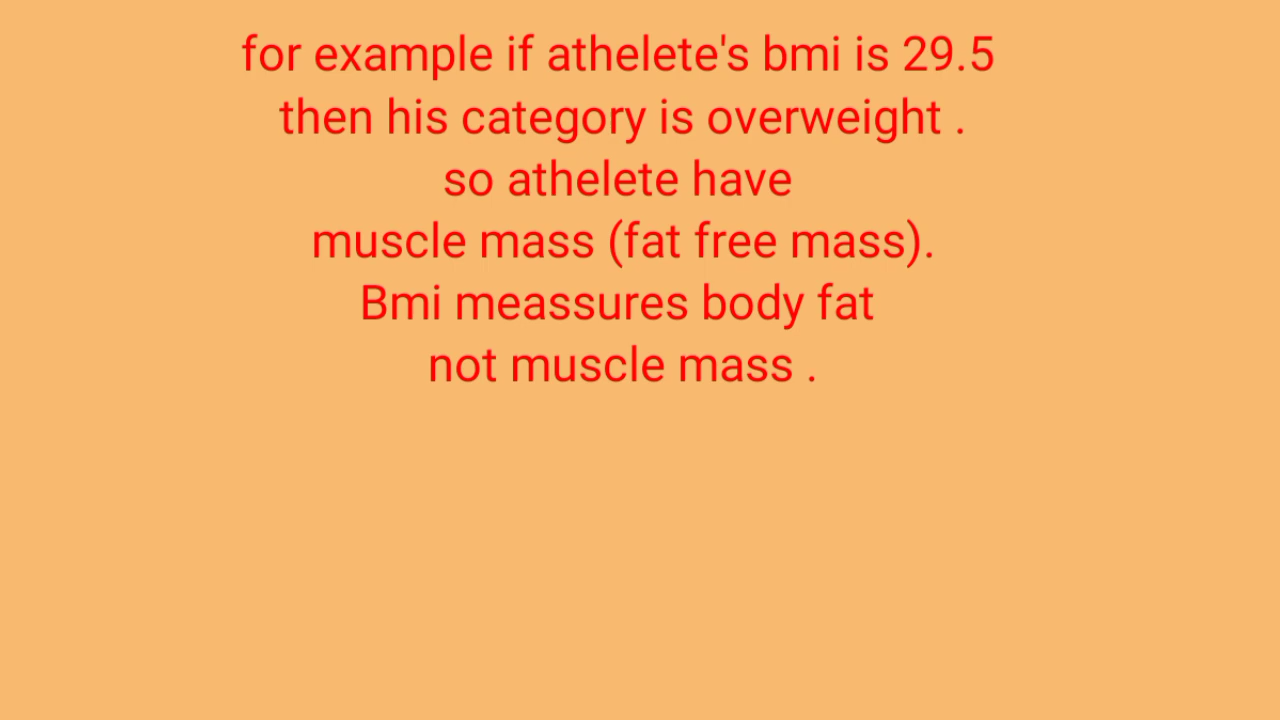 for example if athelete's bmi is 29.5
then his category is overweight .
so athelete have
muscle mass (fat free mass).
Bmi meassures body fat
not muscle mass .